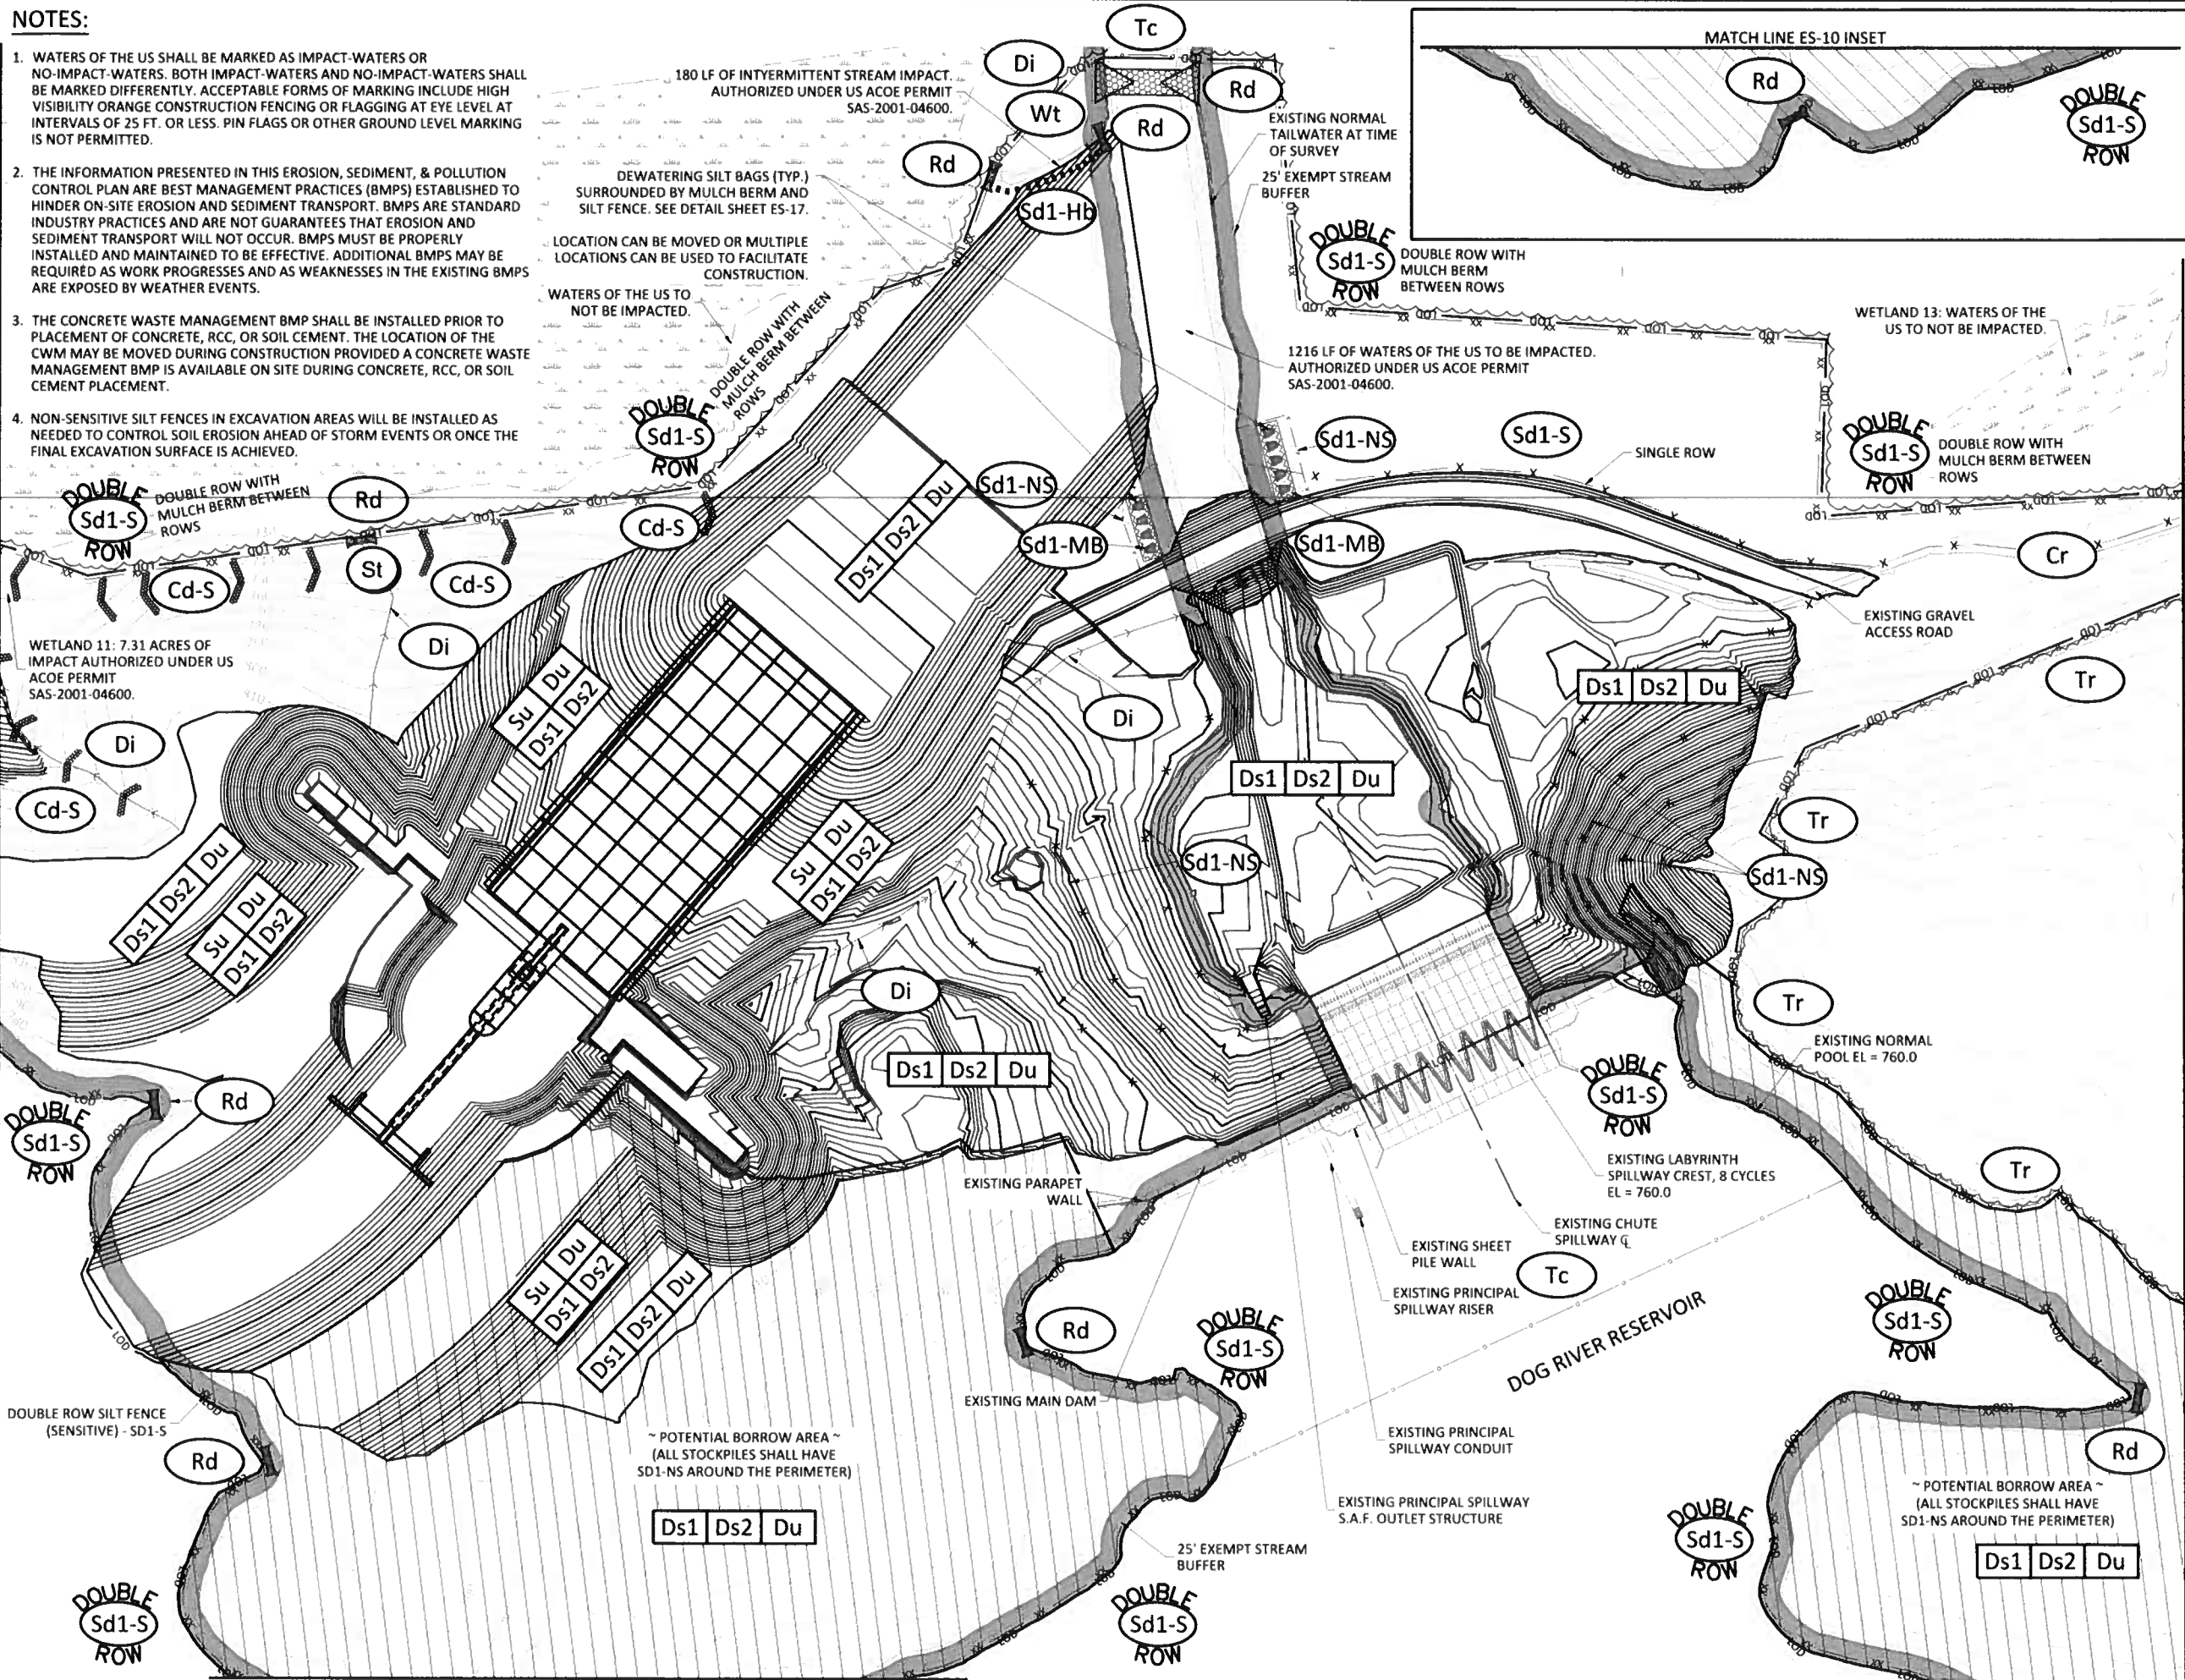 NOTES:
1. WATERS OF THE US SHALL BE MARKED AS IMPACT-WATERS OR
NO-IMPACT-WATERS. BOTH IMPACT-WATERS AND NO-IMPACT-WATERS SHALL
BE MARKED DIFFERENTLY. ACCEPTABLE FORMS OF MARKING INCLUDE HIGH
VISIBILITY ORANGE CONSTRUCTION FENCING OR FLAGGING AT EYE LEVEL AT
INTERVALS OF 25 FT. OR LESS. PIN FLAGS OR OTHER GROUND LEVEL MARKING
IS NOT PERMITTED.
2. THE INFORMATION PRESENTED IN THIS EROSION, SEDIMENT, & POLLUTION
CONTROL PLAN ARE BEST MANAGEMENT PRACTICES (BMPS) ESTABLISHED TO
HINDER ON-SITE EROSION AND SEDIMENT TRANSPORT. BMPS ARE STANDARD
INDUSTRY PRACTICES AND ARE NOT GUARANTEES THAT EROSION AND
SEDIMENT TRANSPORT WILL NOT OCCUR. BMPS MUST BE PROPERLY
INSTALLED AND MAINTAINED TO BE EFFECTIVE. ADDITIONAL BMPS MAY BE
REQUIRED AS WORK PROGRESSES AND AS WEAKNESSES IN THE EXISTING BMPS
ARE EXPOSED BY WEATHER EVENTS.
3. THE CONCRETE WASTE MANAGEMENT BMP SHALL BE INSTALLED PRIOR TO
PLACEMENT OF CONCRETE, RCC, OR SOIL CEMENT. THE LOCATION OF THE
CWM MAY BE MOVED DURING CONSTRUCTION PROVIDED A CONCRETE WASTE
MANAGEMENT BMP IS AVAILABLE ON SITE DURING CONCRETE, RCC, OR SOIL
CEMENT PLACEMENT.
4. NON-SENSITIVE SILT FENCES IN EXCAVATION AREAS WILL BE INSTALLED AS
NEEDED TO CONTROL SOIL EROSION AHEAD OF STORM EVENTS OR ONCE THE
FINAL EXCAVATION SURFACE IS ACHIEVED.
Tc
Di
Rd
Wt
Rd
Rd
Sd1-Hb
180 LF OF INTYERMITTENT STREAM IMPACT.
AUTHORIZED UNDER US ACOE PERMIT
SAS-2001-04600.
DEWATERING SILT BAGS (TYP.)
SURROUNDED BY MULCH BERM AND
SILT FENCE. SEE DETAIL SHEET ES-17.
LOCATION CAN BE MOVED OR MULTIPLE
LOCATIONS CAN BE USED TO FACILITATE
CONSTRUCTION.
WATERS OF THE US TO
NOT BE IMPACTED.
EXISTING NORMAL
TAILWATER AT TIME
OF SURVEY
25' EXEMPT STREAM
BUFFER
MATCH LINE ES-10 INSET
Rd
DOUBLE
Sd1-S
ROW
DOUBLE
Sd1-S
ROW
DOUBLE ROW WITH
MULCH BERM
BETWEEN ROWS
WETLAND 13: WATERS OF THE
US TO NOT BE IMPACTED.
1216 LF OF WATERS OF THE US TO BE IMPACTED.
AUTHORIZED UNDER US ACOE PERMIT
SAS-2001-04600.
DOUBLE
Sd1-S
ROW
DOUBLE ROW WITH
MULCH BERM BETWEEN
ROWS
Sd1-NS
Sd1-S
SINGLE ROW
DOUBLE
Sd1-S
ROW
DOUBLE ROW WITH
MULCH BERM BETWEEN
ROWS
DOUBLE
Sd1-S
ROW
DOUBLE ROW WITH
MULCH BERM BETWEEN
ROWS
Rd
Cd-S
Sd1-NS
Sd1-MB
Sd1-MB
Ds1 Ds2 Du
Cr
Cd-S
St
Cd-S
Di
EXISTING GRAVEL
ACCESS ROAD
WETLAND 11: 7.31 ACRES OF
IMPACT AUTHORIZED UNDER US
ACOE PERMIT
SAS-2001-04600.
Di
Cd-S
Su Du
Ds1 Ds2
Di
Ds1 Ds2 Du
Tr
Ds1 Ds2 Du
Tr
Su Du
Ds1 Ds2
Sd1-NS
Sd1-NS
Ds1 Ds2 Du
Su Du
Ds1 Ds2
Di
Tr
EXISTING NORMAL
POOL EL = 760.0
Rd
DOUBLE
Sd1-S
ROW
Ds1 Ds2 Du
DOUBLE
Sd1-S
ROW
EXISTING PARAPET
WALL
EXISTING LABYRINTH
SPILLWAY CREST, 8 CYCLES
EL = 760.0
Tr
EXISTING CHUTE
SPILLWAY ℄
EXISTING SHEET
PILE WALL
Tc
EXISTING PRINCIPAL
SPILLWAY RISER
Su Du
Ds1 Ds2
Ds1 Ds2 Du
Rd
DOUBLE
Sd1-S
ROW
DOG RIVER RESERVOIR
DOUBLE
Sd1-S
ROW
DOUBLE ROW SILT FENCE
(SENSITIVE) - SD1-S
EXISTING MAIN DAM
Rd
~ POTENTIAL BORROW AREA ~
(ALL STOCKPILES SHALL HAVE
SD1-NS AROUND THE PERIMETER)
Ds1 Ds2 Du
EXISTING PRINCIPAL
SPILLWAY CONDUIT
EXISTING PRINCIPAL SPILLWAY
S.A.F. OUTLET STRUCTURE
25' EXEMPT STREAM
BUFFER
Rd
~ POTENTIAL BORROW AREA ~
(ALL STOCKPILES SHALL HAVE
SD1-NS AROUND THE PERIMETER)
Ds1 Ds2 Du
DOUBLE
Sd1-S
ROW
DOUBLE
Sd1-S
ROW
DOUBLE
Sd1-S
ROW